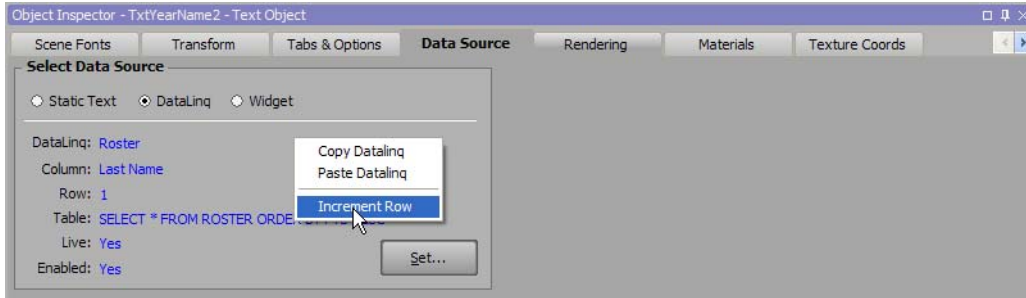 Object Inspector - TxtYearName2 - Text Object
Scene Fonts Transform Tabs & Options Data Source Rendering Materials Texture Coords
Select Data Source
Static Text DataLinq Widget
DataLinq: Roster
Column: Last Name
Row: 1
Table: SELECT * FROM ROSTER ORDER
Live: Yes
Enabled: Yes
Copy Datalinq
Paste Datalinq
Increment Row
Set...